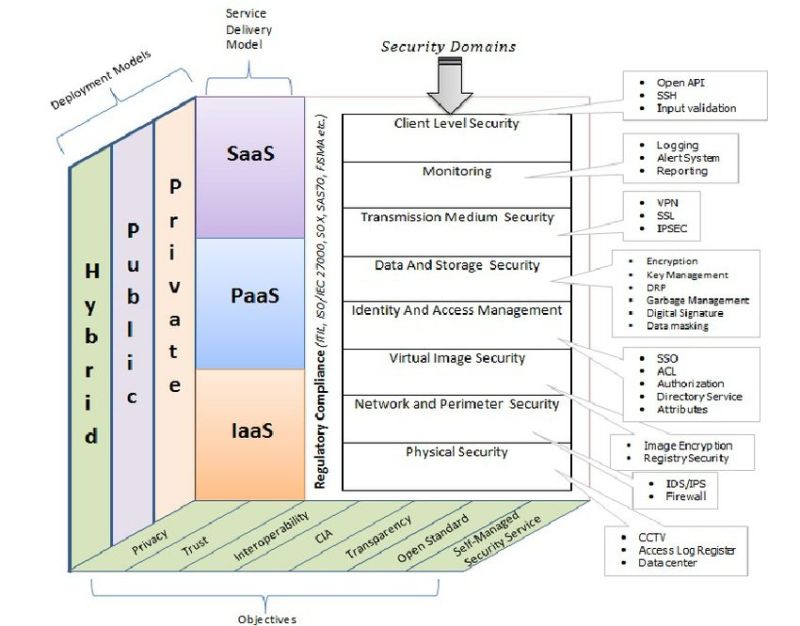 Service
Delivery
Model
Deployment Models
Security Domains
Hybrid
Public
Private
SaaS
PaaS
IaaS
Regulatory Compliance (ITIL, ISO/IEC 27000, SOX, SAS70, FISMA etc.)
Client Level Security
Monitoring
Transmission Medium Security
Data And Storage Security
Identity And Access Management
Virtual Image Security
Network and Perimeter Security
Physical Security
• Open API
• SSH
• Input validation
• Logging
• Alert System
• Reporting
• VPN
• SSL
• IPSEC
• Encryption
• Key Management
• DRP
• Garbage Management
• Digital Signature
• Data masking
• SSO
• ACL
• Authorization
• Directory Service
• Attributes
• Image Encryption
• Registry Security
• IDS/IPS
• Firewall
• CCTV
• Access Log Register
• Data center
Privacy
Trust
Interoperability
CIA
Transparency
Open Standard
Self-Managed
Security Service
Objectives